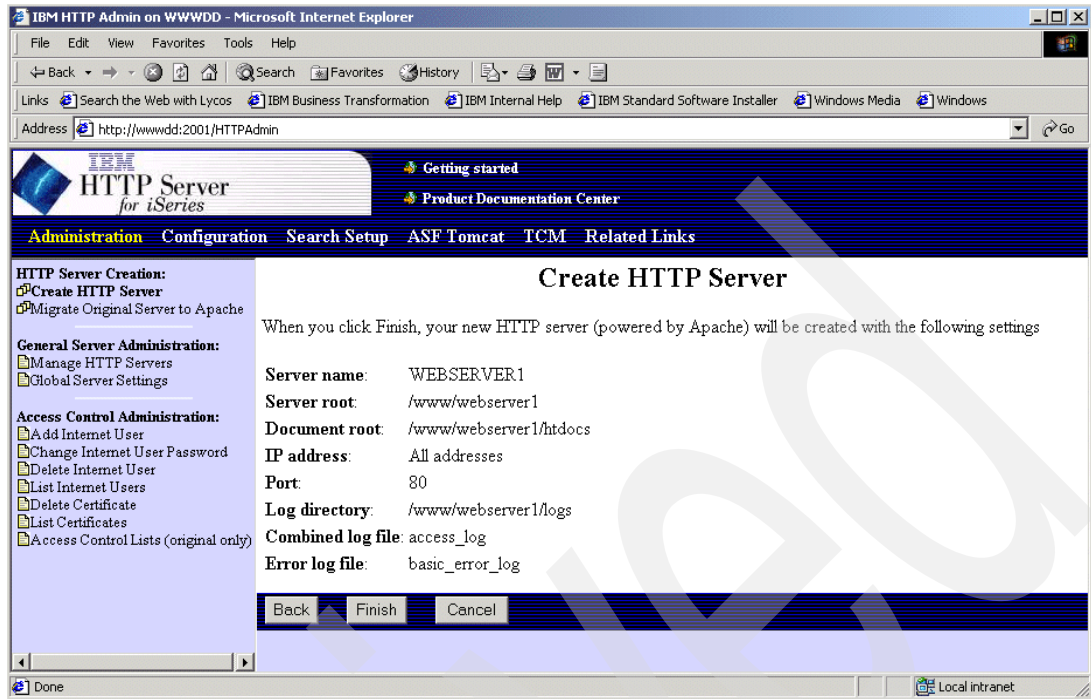 IBM HTTP Admin on WWWDD - Microsoft Internet Explorer
File Edit View Favorites Tools Help
Back Search Favorites History
Links Search the Web with Lycos IBM Business Transformation IBM Internal Help IBM Standard Software Installer Windows Media Windows
Address http://wwwdd:2001/HTTPAdmin Go
IBM
HTTP Server
for iSeries
Getting started
Product Documentation Center
Administration Configuration Search Setup ASF Tomcat TCM Related Links
HTTP Server Creation:
Create HTTP Server
Migrate Original Server to Apache
General Server Administration:
Manage HTTP Servers
Global Server Settings
Access Control Administration:
Add Internet User
Change Internet User Password
Delete Internet User
List Internet Users
Delete Certificate
List Certificates
Access Control Lists (original only)
Create HTTP Server
When you click Finish, your new HTTP server (powered by Apache) will be created with the following settings
Server name: WEBSERVER1
Server root: /www/webserver1
Document root: /www/webserver1/htdocs
IP address: All addresses
Port: 80
Log directory: /www/webserver1/logs
Combined log file: access_log
Error log file: basic_error_log
Back Finish Cancel
Done Local intranet